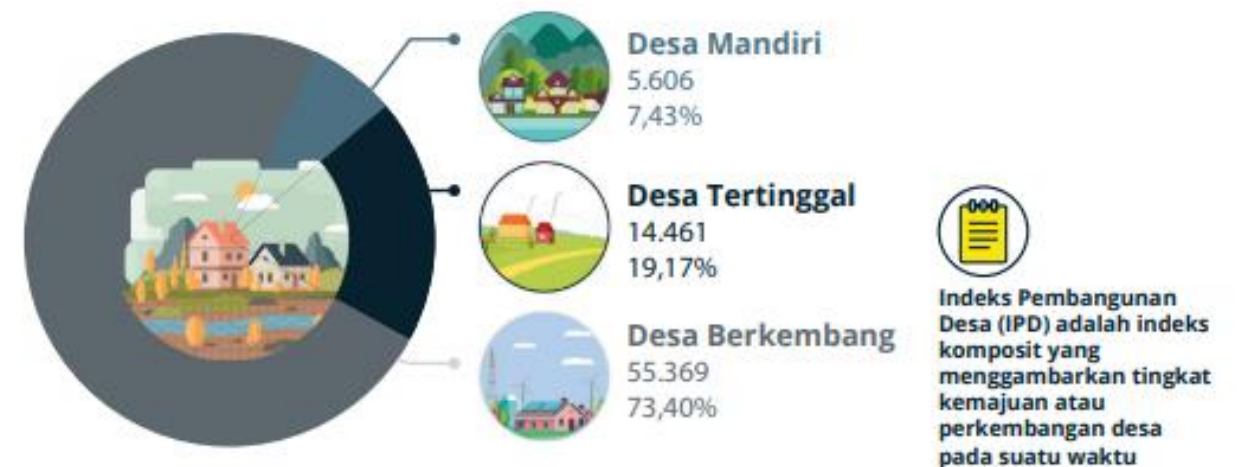 Desa Mandiri
5.606
7,43%
Desa Tertinggal
14.461
19,17%
Desa Berkembang
55.369
73,40%
Indeks Pembangunan
Desa (IPD) adalah indeks
komposit yang
menggambarkan tingkat
kemajuan atau
perkembangan desa
pada suatu waktu